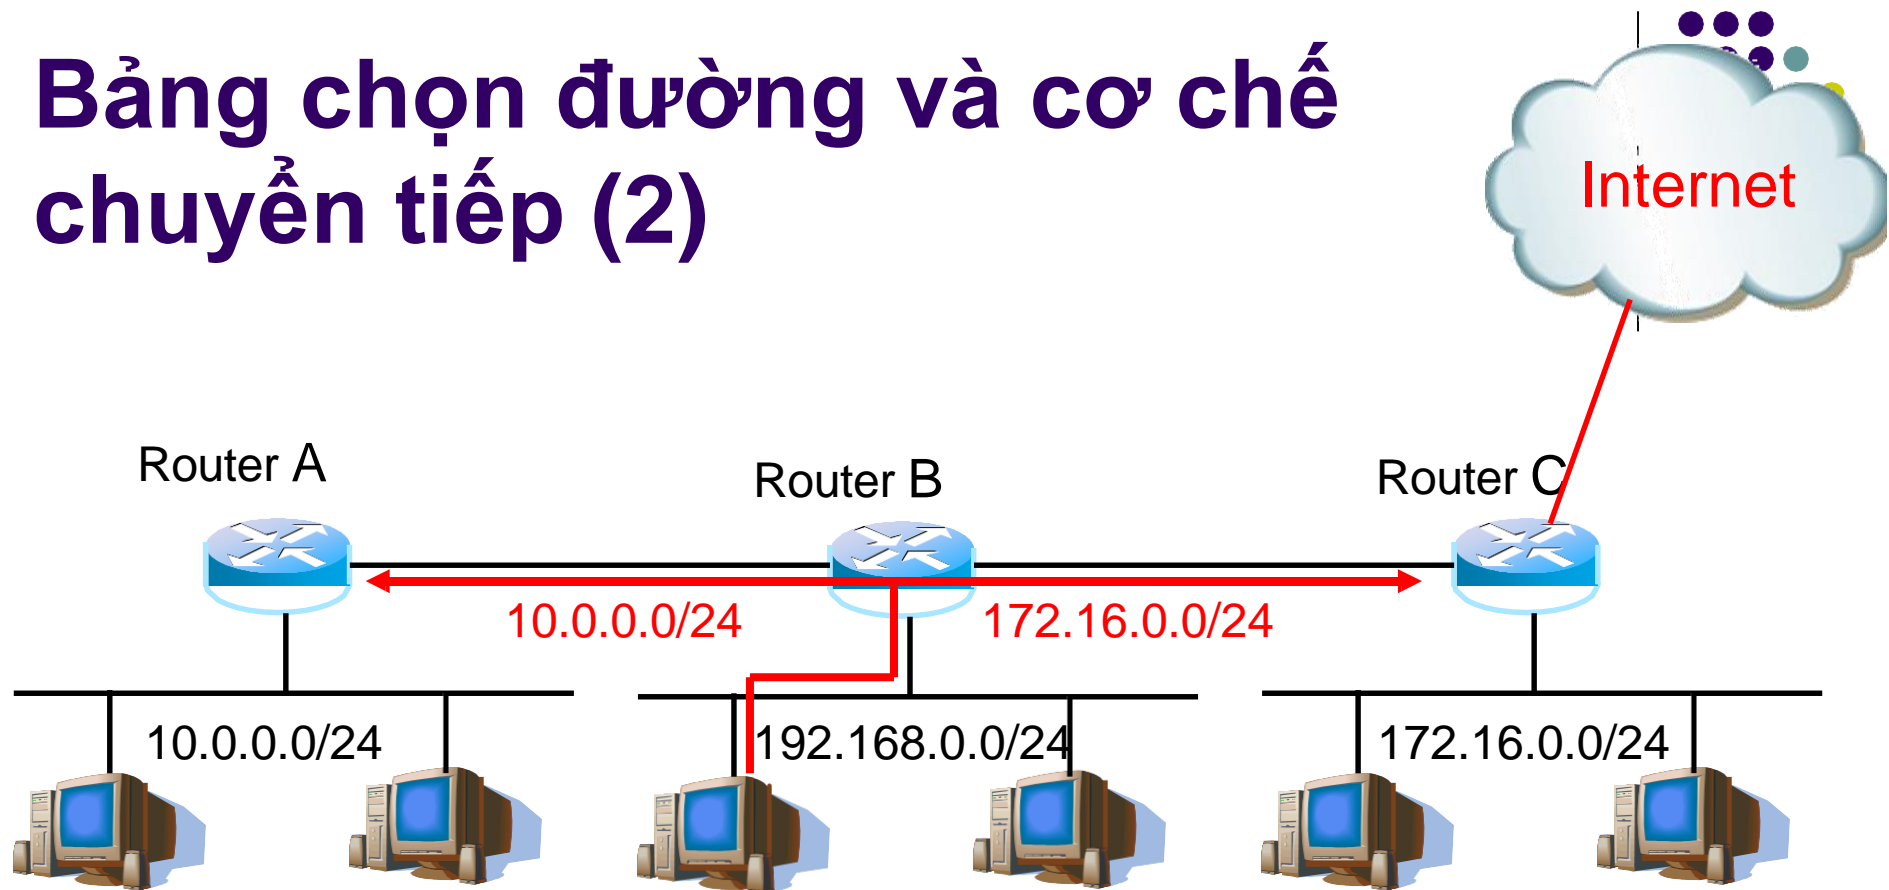 Bảng chọn đường và cơ chế
chuyển tiếp (2)
Internet
Router A
Router B
Router C
10.0.0.0/24
172.16.0.0/24
10.0.0.0/24
192.168.0.0/24
172.16.0.0/24